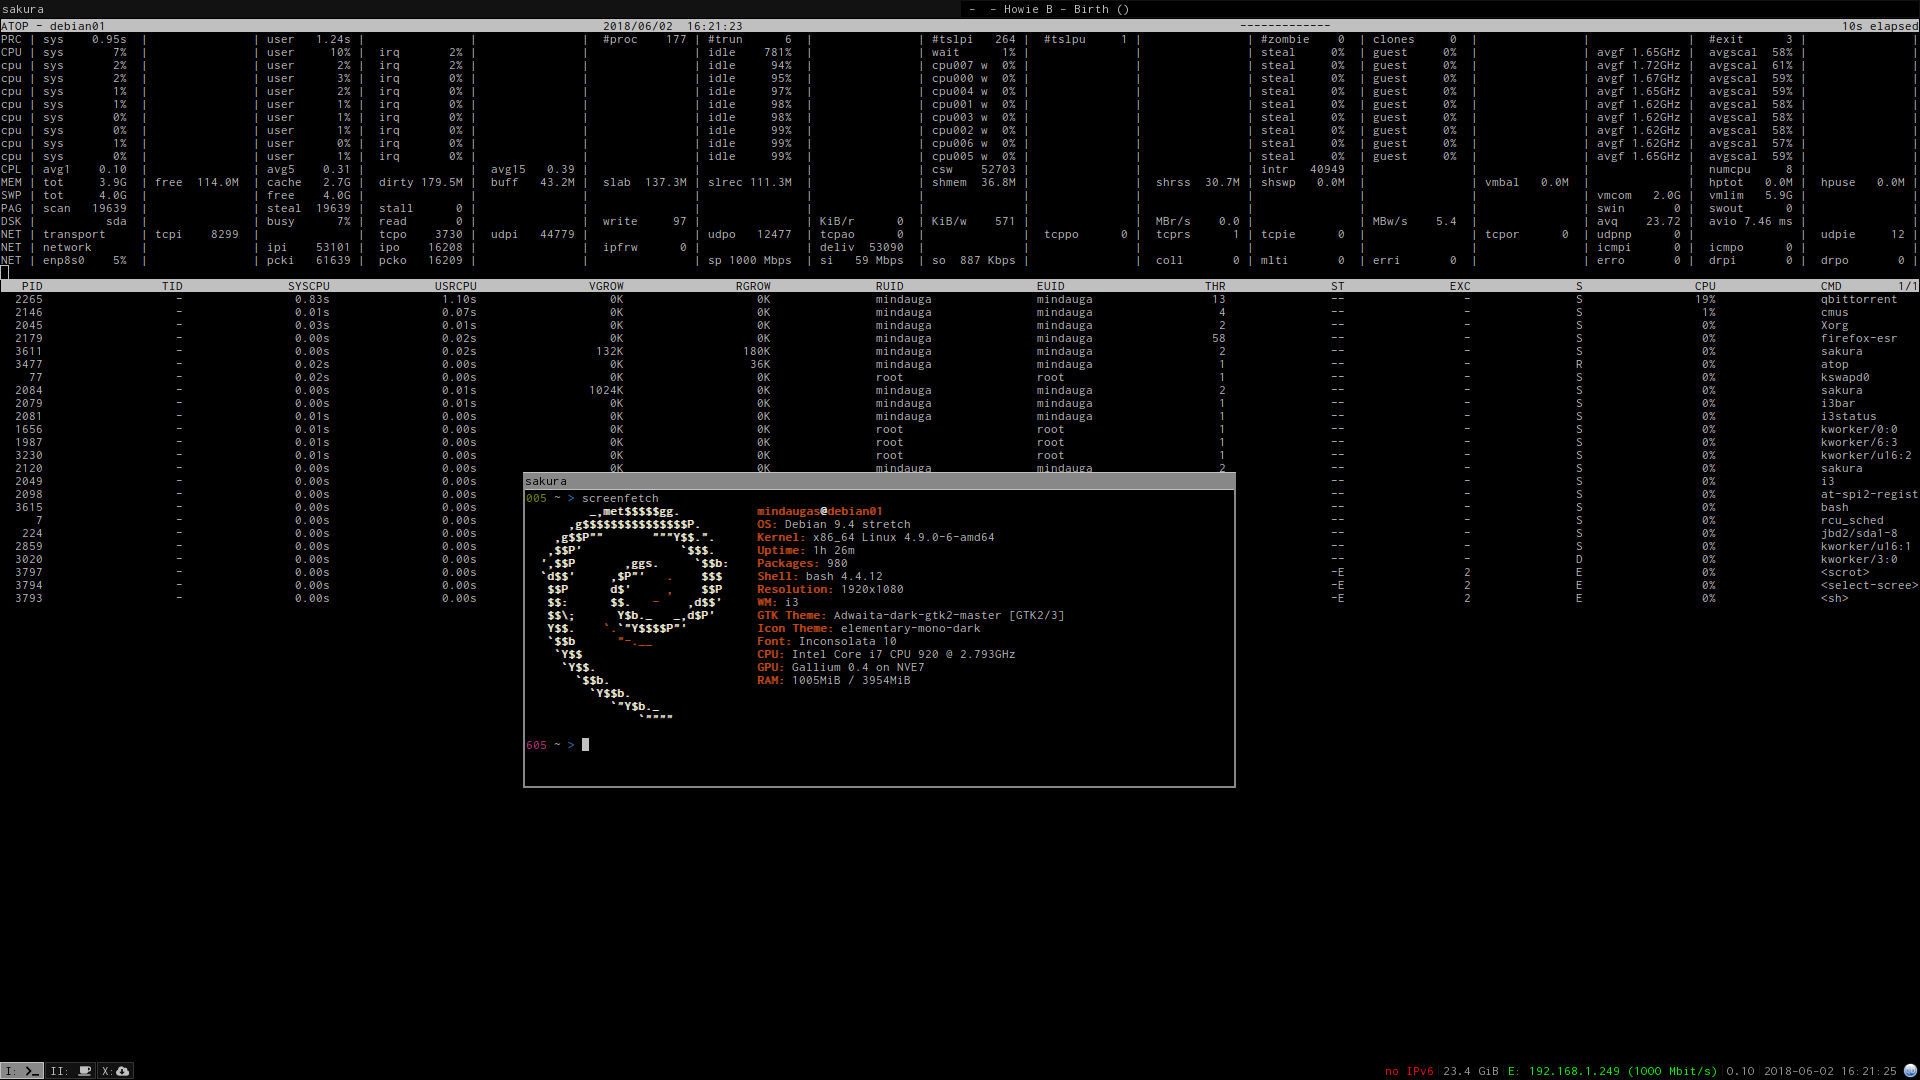 sakura
-  - Howie B - Birth ()
ATOP - debian01 2018/06/02 16:21:23 ------------- 10s elapsed
PRC | sys 0.95s | | user 1.24s | | | #proc 177 | #trun 6 | | #tslpi 264 | #tslpu 1 | | #zombie 0 | clones 0 | | | #exit 3 | |
CPU | sys 7% | | user 10% | irq 2% | | | idle 781% | | wait 1% | | | steal 0% | guest 0% | | avgf 1.65GHz | avgscal 58% | |
cpu | sys 2% | | user 2% | irq 2% | | | idle 94% | | cpu007 w 0% | | | steal 0% | guest 0% | | avgf 1.72GHz | avgscal 61% | |
cpu | sys 2% | | user 3% | irq 0% | | | idle 95% | | cpu000 w 0% | | | steal 0% | guest 0% | | avgf 1.67GHz | avgscal 59% | |
cpu | sys 1% | | user 2% | irq 0% | | | idle 97% | | cpu004 w 0% | | | steal 0% | guest 0% | | avgf 1.65GHz | avgscal 59% | |
cpu | sys 1% | | user 1% | irq 0% | | | idle 98% | | cpu001 w 0% | | | steal 0% | guest 0% | | avgf 1.62GHz | avgscal 58% | |
cpu | sys 0% | | user 1% | irq 0% | | | idle 98% | | cpu003 w 0% | | | steal 0% | guest 0% | | avgf 1.62GHz | avgscal 58% | |
cpu | sys 0% | | user 1% | irq 0% | | | idle 99% | | cpu002 w 0% | | | steal 0% | guest 0% | | avgf 1.62GHz | avgscal 58% | |
cpu | sys 1% | | user 0% | irq 0% | | | idle 99% | | cpu006 w 0% | | | steal 0% | guest 0% | | avgf 1.62GHz | avgscal 57% | |
cpu | sys 0% | | user 1% | irq 0% | | | idle 99% | | cpu005 w 0% | | | steal 0% | guest 0% | | avgf 1.65GHz | avgscal 59% | |
CPL | avg1 0.10 | | avg5 0.31 | | avg15 0.39 | | | | csw 52703 | | | intr 40949 | | | | numcpu 8 | |
MEM | tot 3.9G | free 114.0M | cache 2.7G | dirty 179.5M | buff 43.2M | slab 137.3M | slrec 111.3M | | shmem 36.8M | | shrss 30.7M | shswp 0.0M | | vmbal 0.0M | | hptot 0.0M | hpuse 0.0M |
SWP | tot 4.0G | | free 4.0G | | | | | | | | | | | | vmcom 2.0G | vmlim 5.9G | |
PAG | scan 19639 | | steal 19639 | stall 0 | | | | | | | | | | | swin 0 | swout 0 | |
DSK | sda | | busy 7% | read 0 | | write 97 | | KiB/r 0 | KiB/w 571 | | MBr/s 0.0 | | MBw/s 5.4 | | avq 23.72 | avio 7.46 ms | |
NET | transport | tcpi 8299 | | tcpo 3730 | udpi 44779 | | udpo 12477 | tcpao 0 | | tcppo 0 | tcprs 1 | tcpie 0 | | tcpor 0 | udpnp 0 | | udpie 12 |
NET | network | | ipi 53101 | ipo 16208 | | ipfrw 0 | | deliv 53090 | | | | | | | icmpi 0 | icmpo 0 | |
NET | enp8s0 5% | | pcki 61639 | pcko 16209 | | | sp 1000 Mbps | si 59 Mbps | so 887 Kbps | | coll 0 | mlti 0 | erri 0 | | erro 0 | drpi 0 | drpo 0 |
PID TID SYSCPU USRCPU VGROW RGROW RUID EUID THR ST EXC S CPU CMD 1/1
2265 - 0.83s 1.10s 0K 0K mindauga mindauga 13 -- - S 19% qbittorrent
2146 - 0.01s 0.07s 0K 0K mindauga mindauga 4 -- - S 1% cmus
2045 - 0.03s 0.01s 0K 0K mindauga mindauga 2 -- - S 0% Xorg
2179 - 0.00s 0.02s 0K 0K mindauga mindauga 58 -- - S 0% firefox-esr
3611 - 0.00s 0.02s 132K 180K mindauga mindauga 2 -- - S 0% sakura
3477 - 0.02s 0.00s 0K 36K mindauga mindauga 1 -- - R 0% atop
77 - 0.02s 0.00s 0K 0K root root 1 -- - S 0% kswapd0
2084 - 0.00s 0.01s 1024K 0K mindauga mindauga 2 -- - S 0% sakura
2079 - 0.00s 0.01s 0K 0K mindauga mindauga 1 -- - S 0% i3bar
2081 - 0.01s 0.00s 0K 0K mindauga mindauga 1 -- - S 0% i3status
1656 - 0.01s 0.00s 0K 0K root root 1 -- - S 0% kworker/0:0
1987 - 0.01s 0.00s 0K 0K root root 1 -- - S 0% kworker/6:3
3230 - 0.01s 0.00s 0K 0K root root 1 -- - S 0% kworker/u16:2
2120 - 0.00s 0.00s 0K 0K mindauga mindauga 2 -- - S 0% sakura
2049 - 0.00s 0.00s -- - S 0% i3
2098 - 0.00s 0.00s -- - S 0% at-spi2-regist
3615 - 0.00s 0.00s -- - S 0% bash
7 - 0.00s 0.00s -- - S 0% rcu_sched
224 - 0.00s 0.00s -- - S 0% jbd2/sda1-8
2859 - 0.00s 0.00s -- - S 0% kworker/u16:1
3020 - 0.00s 0.00s -- - D 0% kworker/3:0
3797 - 0.00s 0.00s -E 2 E 0% <scrot>
3794 - 0.00s 0.00s -E 2 E 0% <select-scree>
3793 - 0.00s 0.00s -E 2 E 0% <sh>
sakura
005 ~ > screenfetch
_,met$$$$$gg.
,g$$$$$$$$$$$$$$$P.
,g$$P"" """Y$$.".
,$$P' `$$$.
',$$P ,ggs. `$$b:
`d$$' ,$P"' . $$$
$$P d$' , $$P
$$: $$. - ,d$$'
$$\; Y$b._ _,d$P'
Y$$. `.`"Y$$$$P"'
`$$b "-.__
`Y$$
`Y$$.
`$$b.
`Y$$b.
`"Y$b._
`""""
mindaugas@debian01
OS: Debian 9.4 stretch
Kernel: x86_64 Linux 4.9.0-6-amd64
Uptime: 1h 26m
Packages: 980
Shell: bash 4.4.12
Resolution: 1920x1080
WM: i3
GTK Theme: Adwaita-dark-gtk2-master [GTK2/3]
Icon Theme: elementary-mono-dark
Font: Inconsolata 10
CPU: Intel Core i7 CPU 920 @ 2.793GHz
GPU: Gallium 0.4 on NVE7
RAM: 1005MiB / 3954MiB
605 ~ >
I: II: X:
no IPv6 | 23.4 GiB | E: 192.168.1.249 (1000 Mbit/s) | 0.10 | 2018-06-02 16:21:25